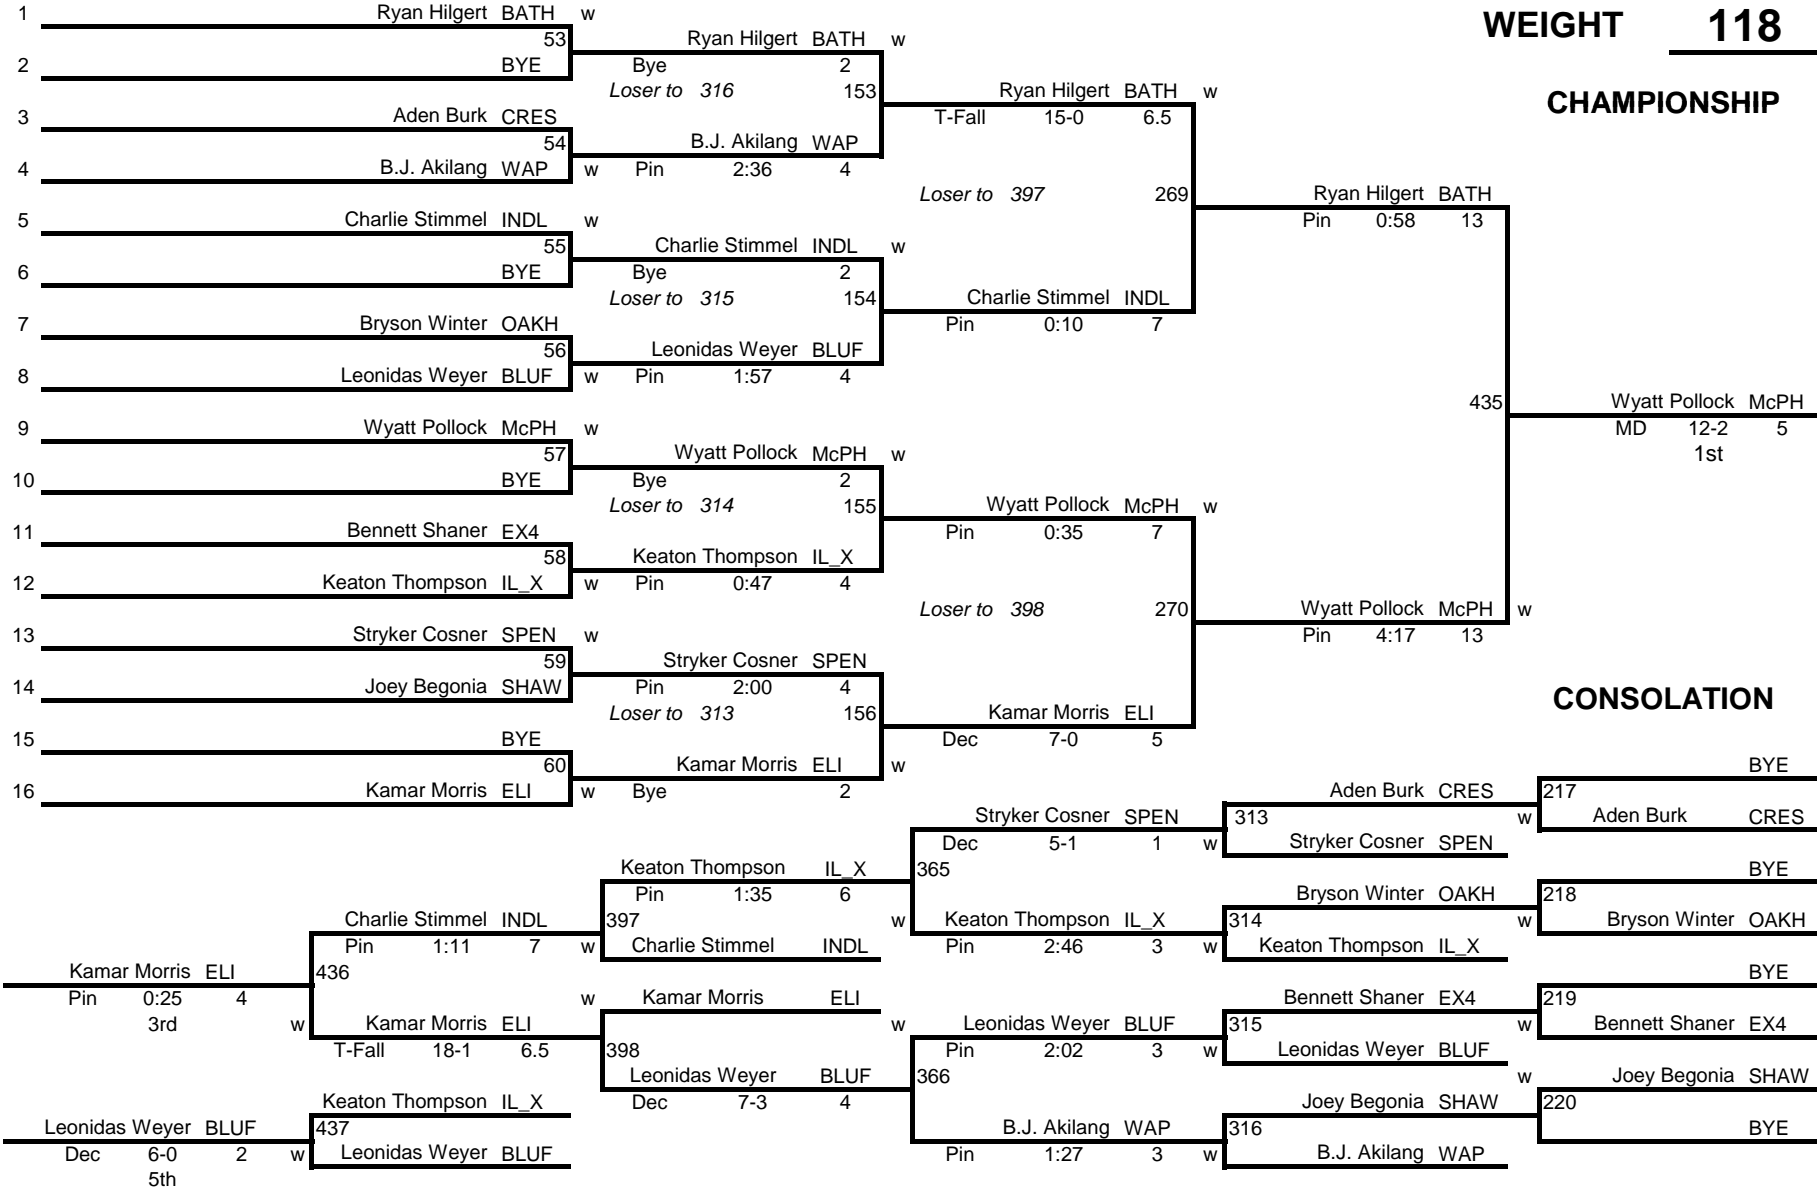 WEIGHT 118
CHAMPIONSHIP
1 Ryan Hilgert BATH w
53
2 BYE
Ryan Hilgert BATH w
Bye 2
Loser to 316 153
3 Aden Burk CRES
54
4 B.J. Akilang WAP w
B.J. Akilang WAP
Pin 2:36 4
Ryan Hilgert BATH w
T-Fall 15-0 6.5
Loser to 397 269
5 Charlie Stimmel INDL w
55
6 BYE
Charlie Stimmel INDL w
Bye 2
Loser to 315 154
7 Bryson Winter OAKH
56
8 Leonidas Weyer BLUF w
Leonidas Weyer BLUF
Pin 1:57 4
Charlie Stimmel INDL
Pin 0:10 7
Ryan Hilgert BATH
Pin 0:58 13
435
Wyatt Pollock McPH
MD 12-2 5
1st
9 Wyatt Pollock McPH w
57
10 BYE
Wyatt Pollock McPH w
Bye 2
Loser to 314 155
11 Bennett Shaner EX4
58
12 Keaton Thompson IL_X w
Keaton Thompson IL_X
Pin 0:47 4
Wyatt Pollock McPH w
Pin 0:35 7
Loser to 398 270
13 Stryker Cosner SPEN w
59
14 Joey Begonia SHAW
Stryker Cosner SPEN
Pin 2:00 4
Loser to 313 156
15 BYE
60
16 Kamar Morris ELI w
Kamar Morris ELI w
Bye 2
Kamar Morris ELI
Dec 7-0 5
Wyatt Pollock McPH w
Pin 4:17 13
CONSOLATION
BYE
217
w Aden Burk CRES
Aden Burk CRES
313
w Stryker Cosner SPEN
Stryker Cosner SPEN
Dec 5-1 1
365
BYE
218
w Bryson Winter OAKH
Bryson Winter OAKH
314
w Keaton Thompson IL_X
w Keaton Thompson IL_X
Pin 2:46 3
Keaton Thompson IL_X
Pin 1:35 6
397
w Charlie Stimmel INDL
Charlie Stimmel INDL
Pin 1:11 7
436
BYE
219
w Bennett Shaner EX4
Bennett Shaner EX4
315
w Leonidas Weyer BLUF
w Leonidas Weyer BLUF
Pin 2:02 3
366
w Joey Begonia SHAW
220
BYE
Joey Begonia SHAW
316
w B.J. Akilang WAP
B.J. Akilang WAP
Pin 1:27 3
w Kamar Morris ELI
398
Leonidas Weyer BLUF
Dec 7-3 4
w Kamar Morris ELI
T-Fall 18-1 6.5
Kamar Morris ELI
Pin 0:25 4
3rd
Keaton Thompson IL_X
437
w Leonidas Weyer BLUF
Leonidas Weyer BLUF
Dec 6-0 2
5th